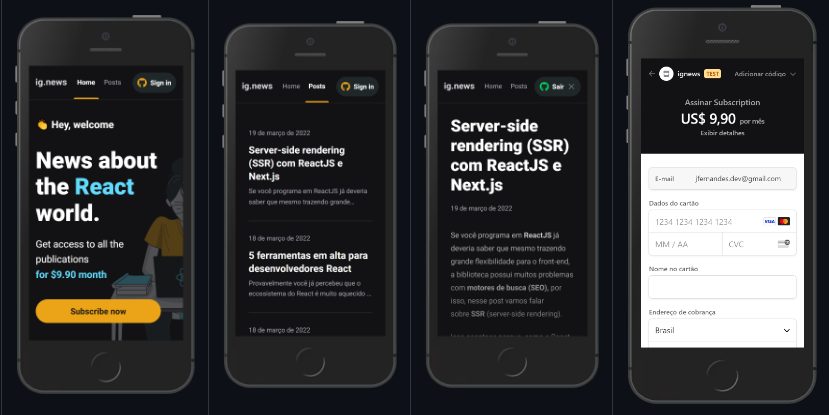 ig.news Home Posts Sign in
👏 Hey, welcome
News about
the React
world.
Get access to all the
publications
for $9.90 month
Subscribe now
ig.news Home Posts Sign in
19 de março de 2022
Server-side rendering
(SSR) com ReactJS e
Next.js
Se você programa em ReactJS já deveria
saber que mesmo trazendo grande...
18 de março de 2022
5 ferramentas em alta para
desenvolvedores React
Provavelmente você já percebeu que o
ecossistema do React é muito aquecido ...
18 de março de 2022
ig.news Home Posts Sair ×
Server-side
rendering (SSR)
com ReactJS e
Next.js
19 de março de 2022
Se você programa em ReactJS já
deveria saber que mesmo trazendo
grande flexibilidade para o front-end,
a biblioteca possui muitos problemas
com motores de busca (SEO), por
isso, nesse post vamos falar
sobre SSR (server-side rendering).
ignews TEST Adicionar código
Assinar Subscription
US$ 9,90 por mês
Exibir detalhes
E-mail jfernandes.dev@gmail.com
Dados do cartão
1234 1234 1234 1234 VISA
MM / AA CVC
Nome no cartão
Endereço de cobrança
Brasil